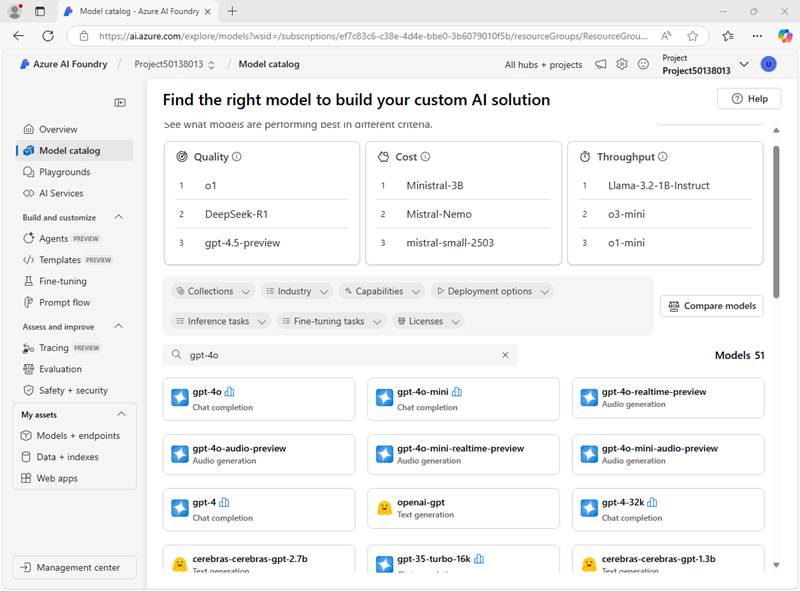 Model catalog - Azure AI Foundry
https://ai.azure.com/explore/models?wsid=/subscriptions/ef7c83c6-c38e-4d4e-bbe0-3b6079010f5b/resourceGroups/ResourceGrou...
Azure AI Foundry / Project50138013 / Model catalog
All hubs + projects
Project
Project50138013
U
Find the right model to build your custom AI solution
Help
See what models are performing best in different criteria.
Overview
Model catalog
Playgrounds
AI Services
Build and customize
Agents PREVIEW
Templates PREVIEW
Fine-tuning
Prompt flow
Assess and improve
Tracing PREVIEW
Evaluation
Safety + security
My assets
Models + endpoints
Data + indexes
Web apps
Management center
Quality
1 o1
2 DeepSeek-R1
3 gpt-4.5-preview
Cost
1 Ministral-3B
2 Mistral-Nemo
3 mistral-small-2503
Throughput
1 Llama-3.2-1B-Instruct
2 o3-mini
3 o1-mini
Collections Industry Capabilities Deployment options
Inference tasks Fine-tuning tasks Licenses
Compare models
gpt-4o
Models 51
gpt-4o
Chat completion
gpt-4o-mini
Chat completion
gpt-4o-realtime-preview
Audio generation
gpt-4o-audio-preview
Audio generation
gpt-4o-mini-realtime-preview
Audio generation
gpt-4o-mini-audio-preview
Audio generation
gpt-4
Chat completion
openai-gpt
Text generation
gpt-4-32k
Chat completion
cerebras-cerebras-gpt-2.7b
Text generation
gpt-35-turbo-16k
Chat completion
cerebras-cerebras-gpt-1.3b
Text generation